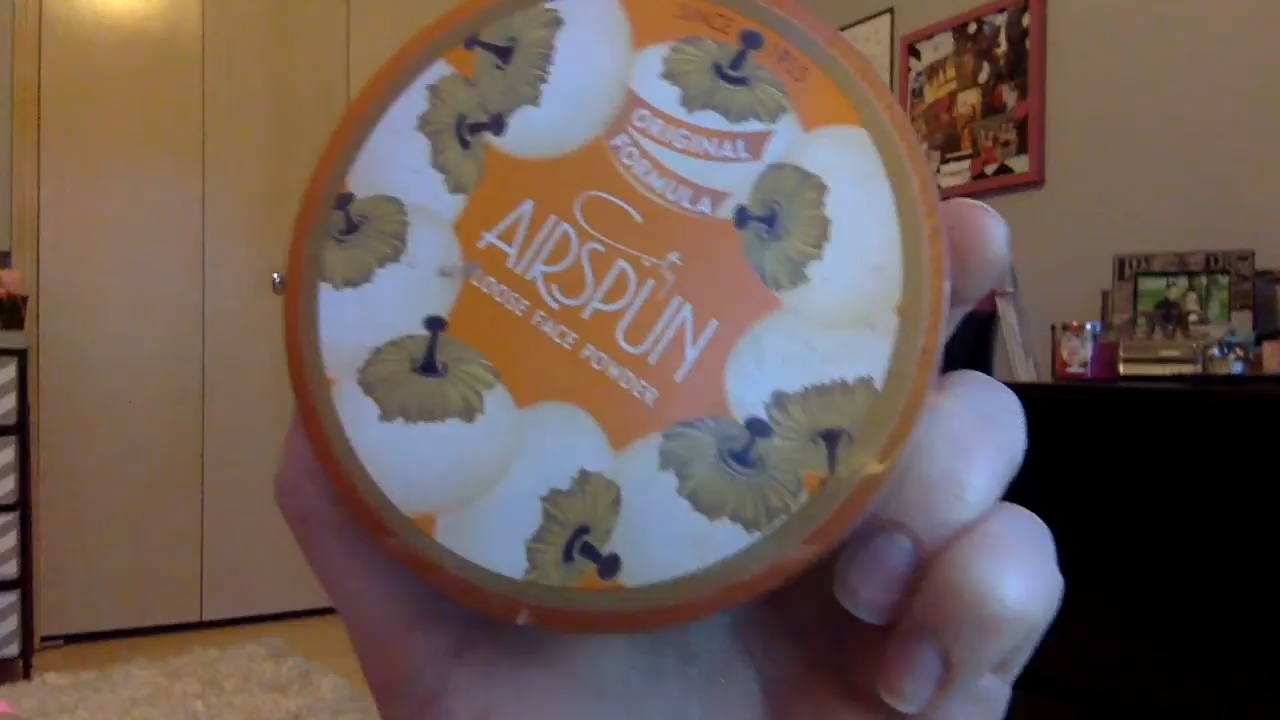 SINCE 1935
ORIGINAL
FORMULA
Coty
AIRSPUN
LOOSE FACE POWDER